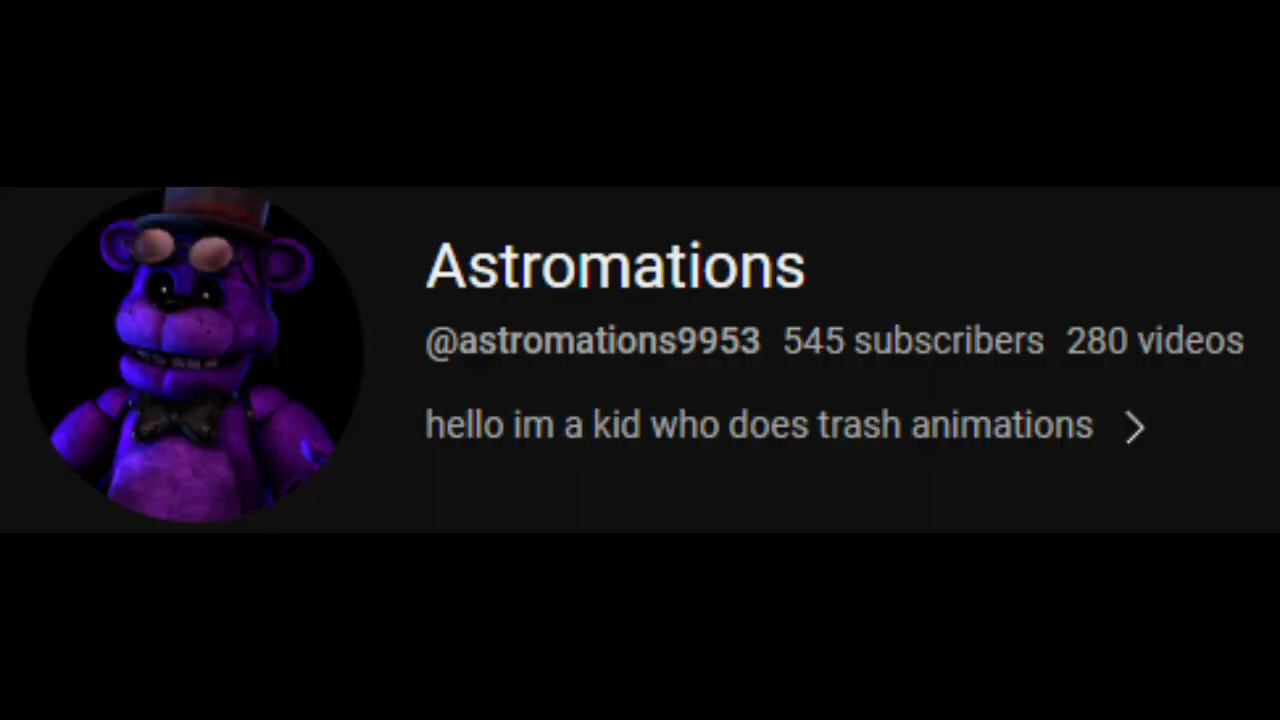 Astromations
@astromations9953 545 subscribers 280 videos
hello im a kid who does trash animations